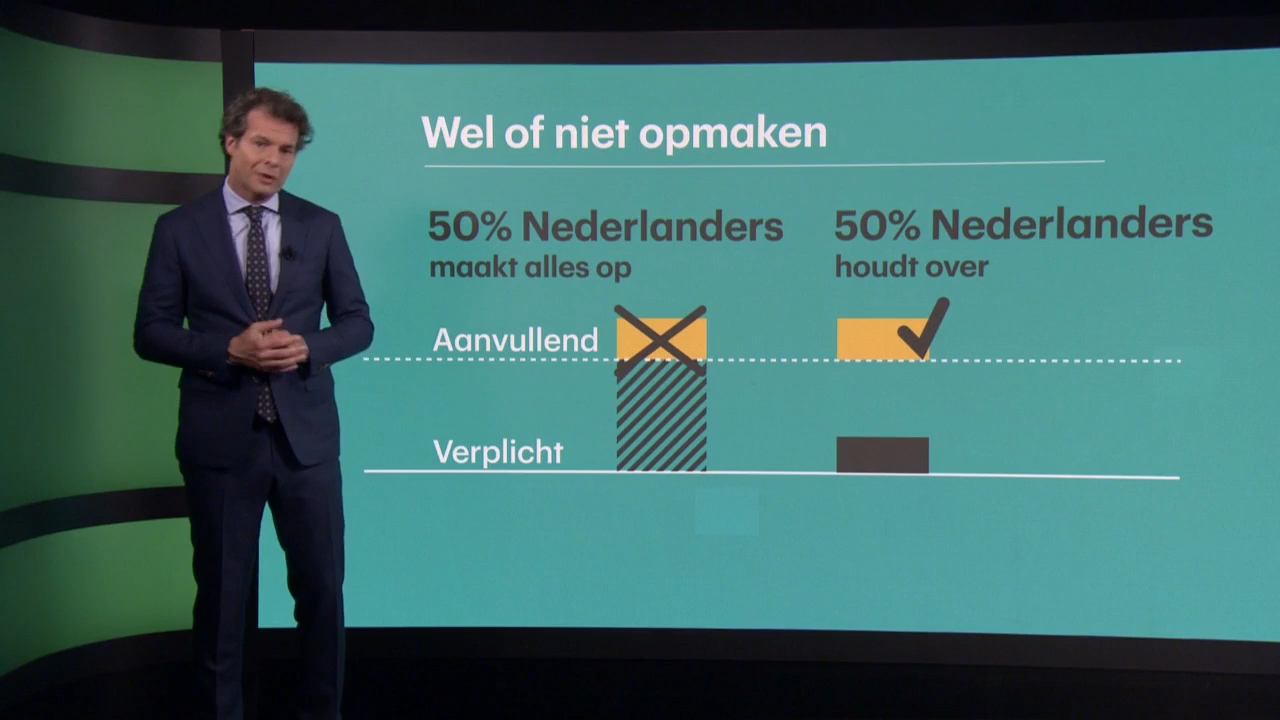 Wel of niet opmaken
50% Nederlanders
maakt alles op
50% Nederlanders
houdt over
Aanvullend
Verplicht